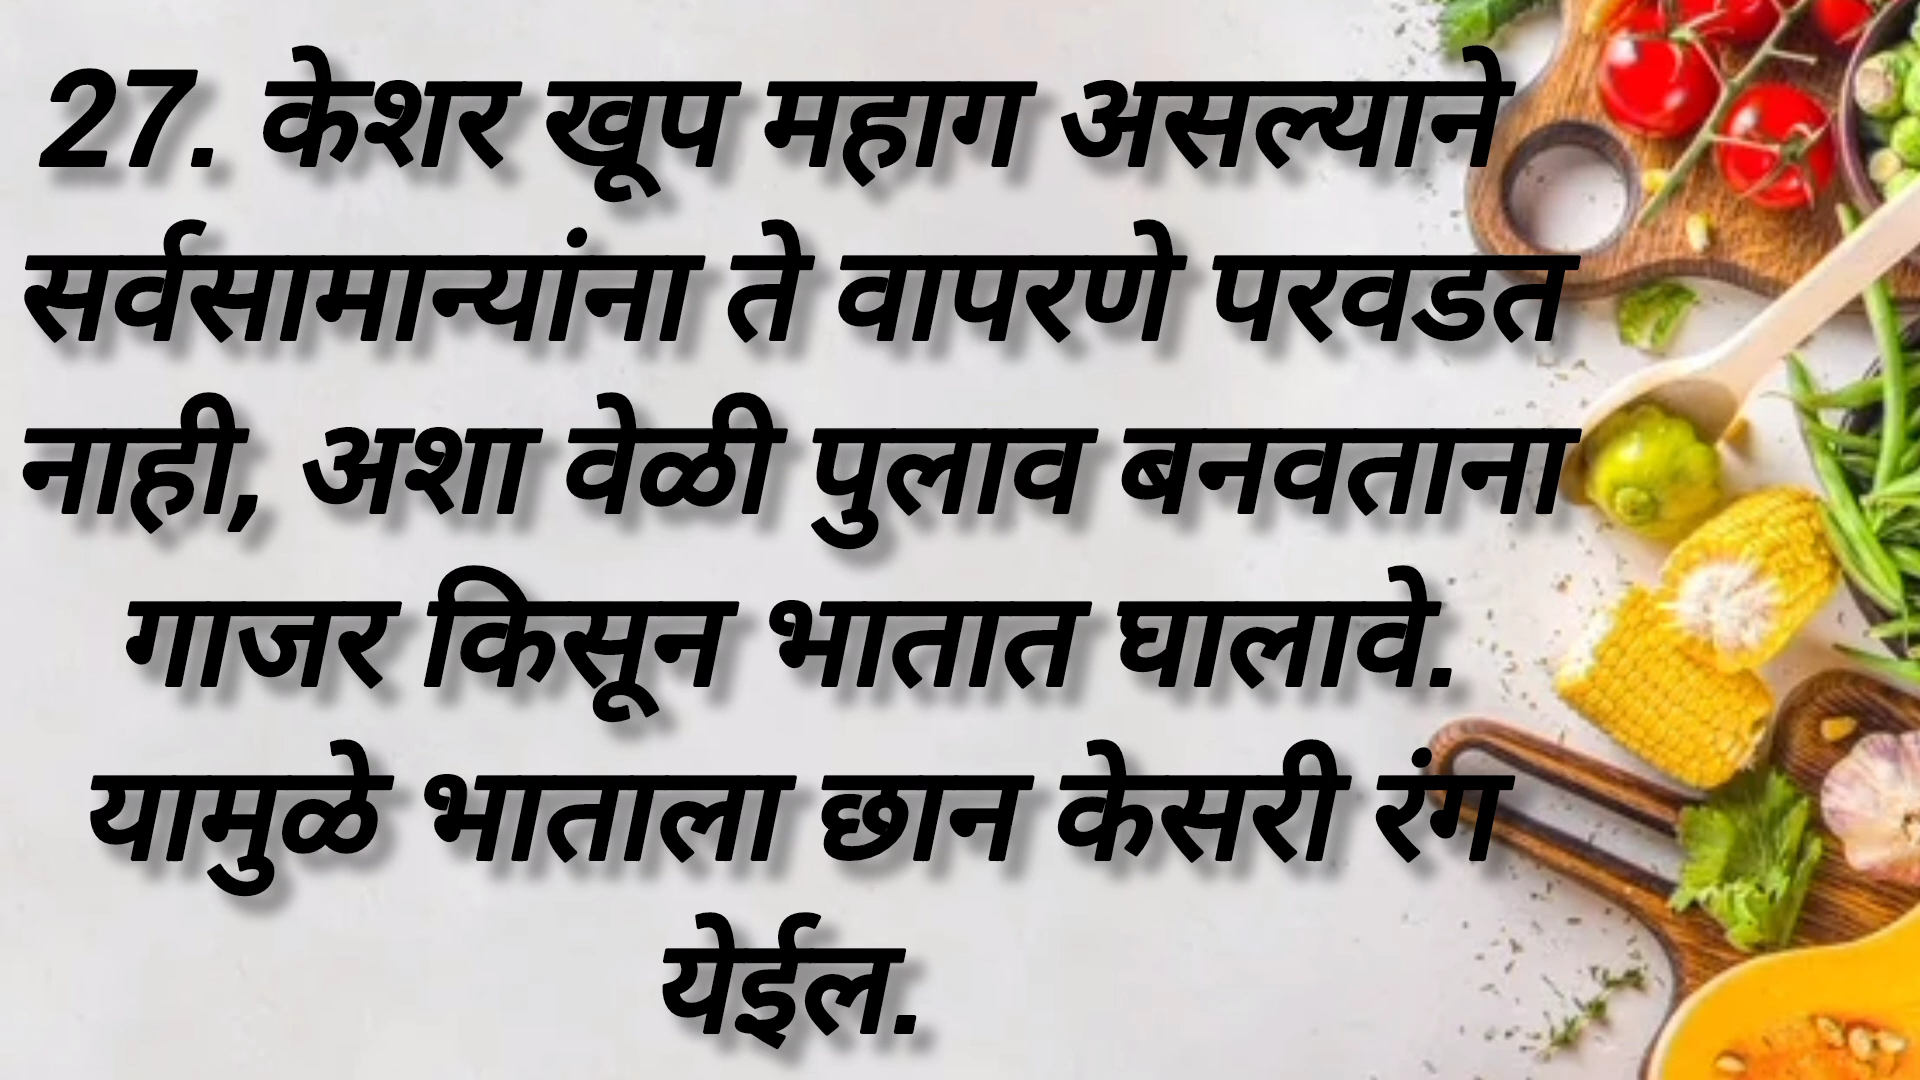 27. केशर खूप महाग असल्याने
सर्वसामान्यांना ते वापरणे परवडत
नाही, अशा वेळी पुलाव बनवताना
गाजर किसून भातात घालावे.
यामुळे भाताला छान केसरी रंग
येईल.